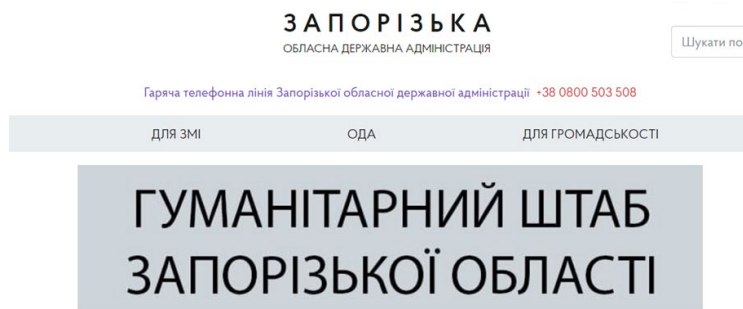 ЗАПОРІЗЬКА
ОБЛАСНА ДЕРЖАВНА АДМІНІСТРАЦІЯ
Шукати по
Гаряча телефонна лінія Запорізької обласної державної адміністрації +38 0800 503 508
ДЛЯ ЗМІ ОДА ДЛЯ ГРОМАДСЬКОСТІ
ГУМАНІТАРНИЙ ШТАБ
ЗАПОРІЗЬКОЇ ОБЛАСТІ